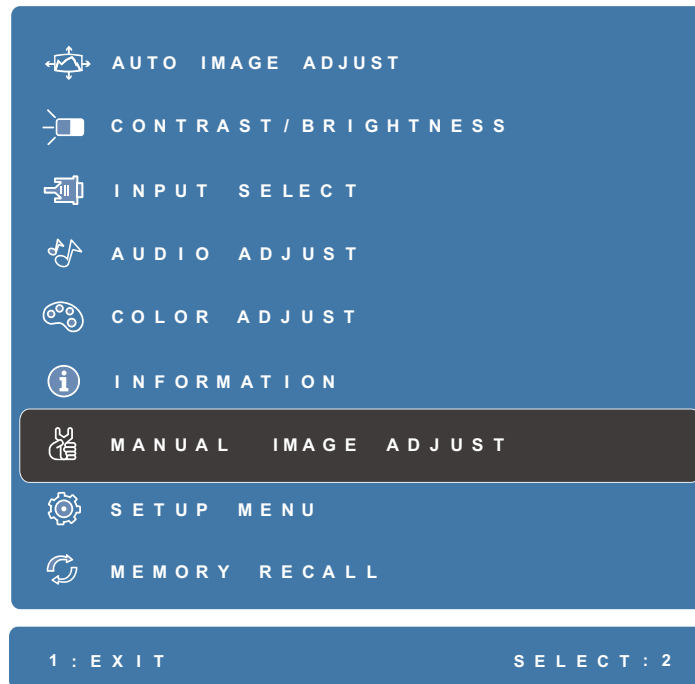 AUTO IMAGE ADJUST
CONTRAST/BRIGHTNESS
INPUT SELECT
AUDIO ADJUST
COLOR ADJUST
INFORMATION
MANUAL IMAGE ADJUST
SETUP MENU
MEMORY RECALL
1:EXIT SELECT:2